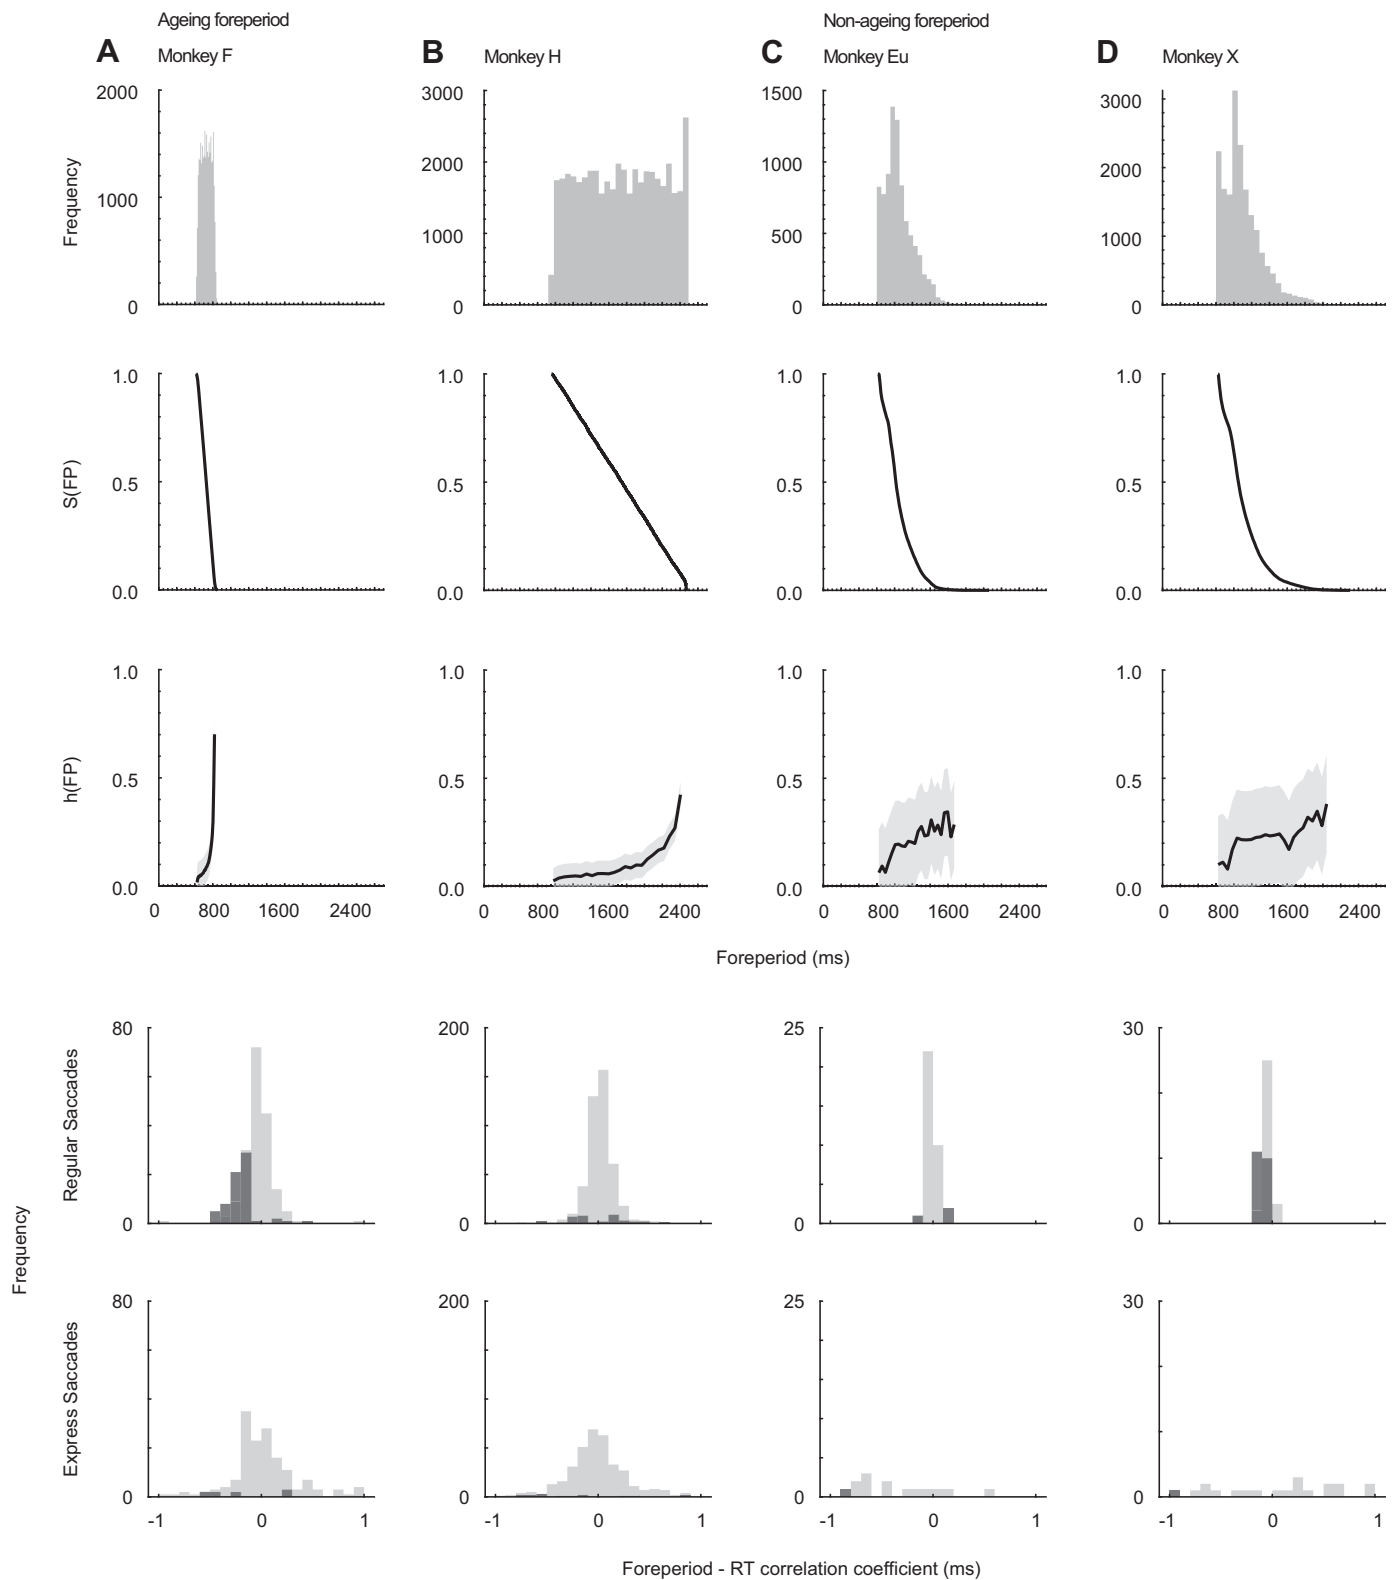 Ageing foreperiod
Non-ageing foreperiod
A Monkey F
B Monkey H
C Monkey Eu
D Monkey X
Frequency
2000
1000
0
3000
2000
1000
0
1500
1000
500
0
3000
2000
1000
0
S(FP)
1.0
0.5
0.0
1.0
0.5
0.0
1.0
0.5
0.0
1.0
0.5
0.0
h(FP)
1.0
0.5
0.0
1.0
0.5
0.0
1.0
0.5
0.0
1.0
0.5
0.0
0 800 1600 2400
0 800 1600 2400
0 800 1600 2400
0 800 1600 2400
Foreperiod (ms)
Frequency
Regular Saccades
80
0
200
0
25
0
30
0
Express Saccades
80
0
200
0
25
0
30
0
-1 0 1
-1 0 1
-1 0 1
-1 0 1
Foreperiod - RT correlation coefficient (ms)